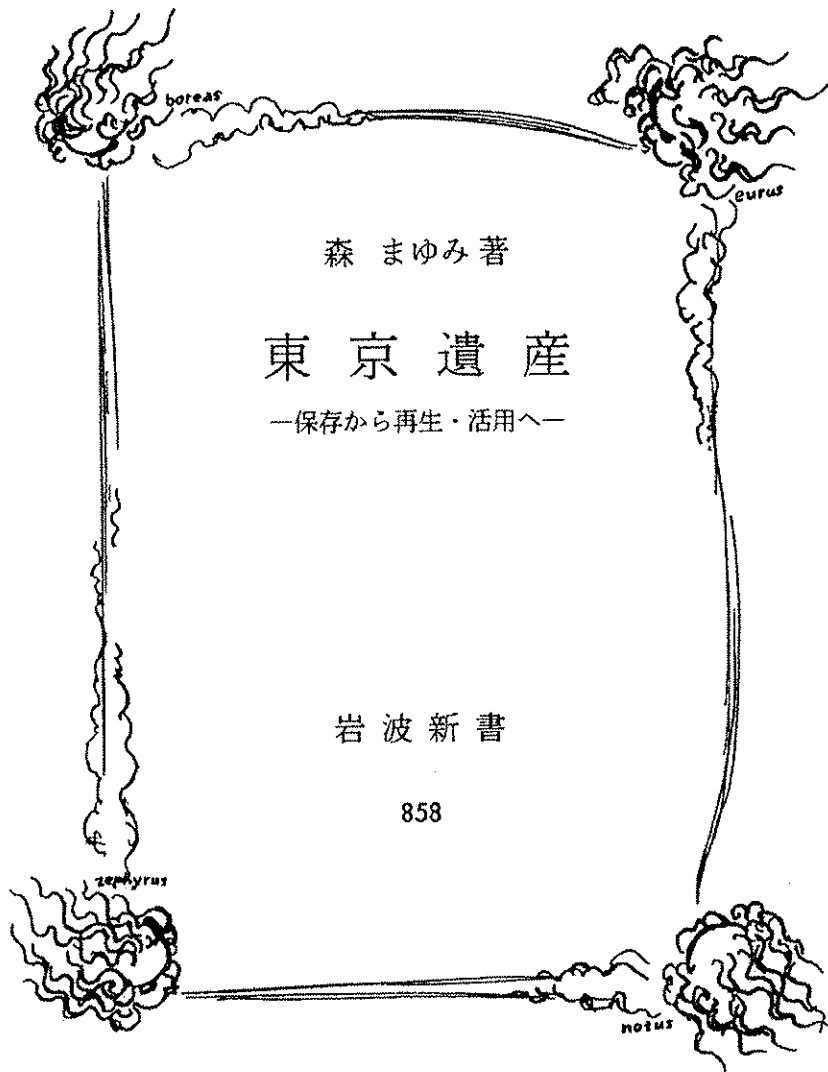 boreas
eurus
森 まゆみ 著
東京遺産
―保存から再生・活用へ―
岩波新書
858
zephyrus
notus